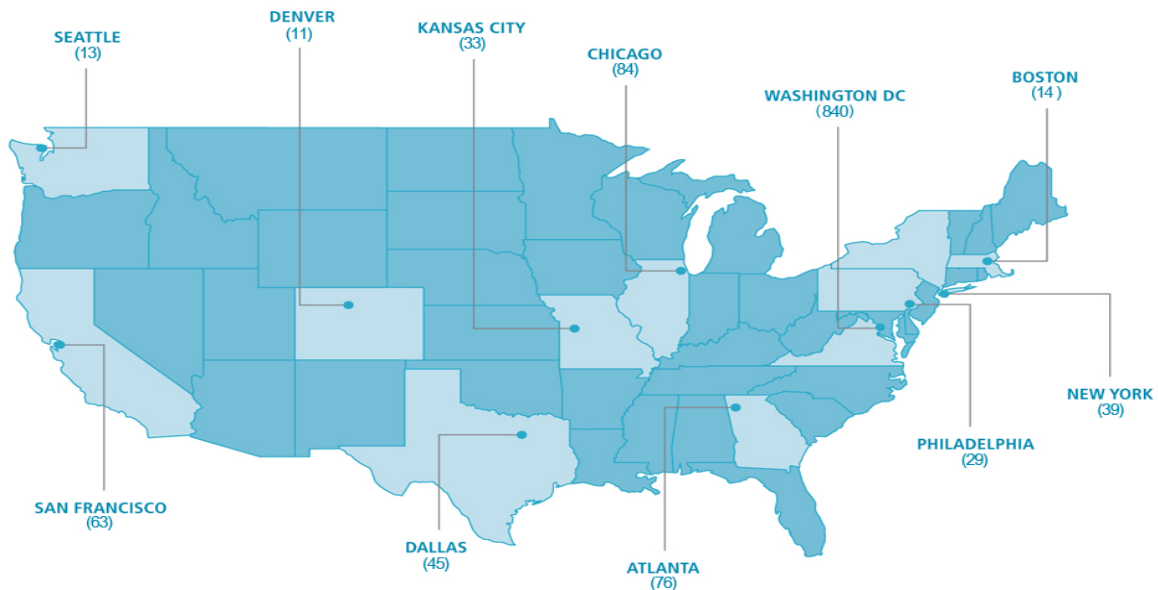 SEATTLE
(13)
DENVER
(11)
KANSAS CITY
(33)
CHICAGO
(84)
WASHINGTON DC
(840)
BOSTON
(14 )
NEW YORK
(39)
PHILADELPHIA
(29)
SAN FRANCISCO
(63)
DALLAS
(45)
ATLANTA
(76)